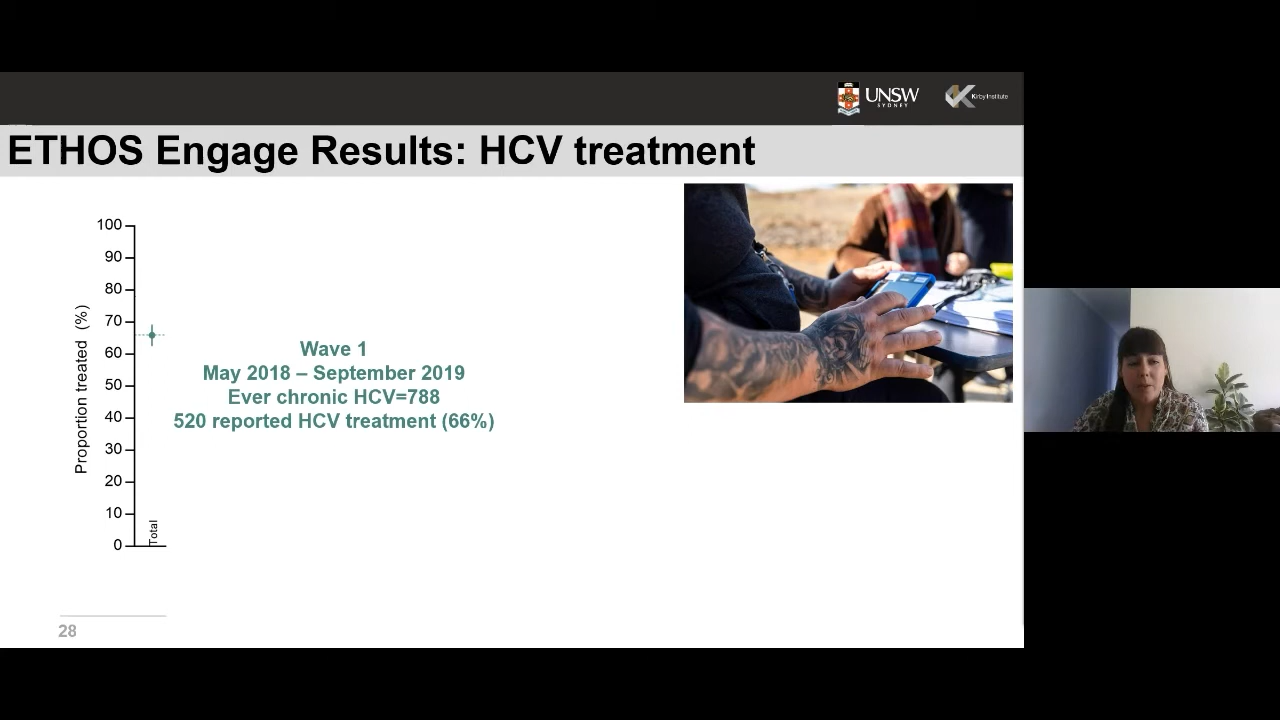 UNSW
SYDNEY
Kirby Institute
ETHOS Engage Results: HCV treatment
Proportion treated (%)
100
90
80
70
60
50
40
30
20
10
0
Total
Wave 1
May 2018 – September 2019
Ever chronic HCV=788
520 reported HCV treatment (66%)
28